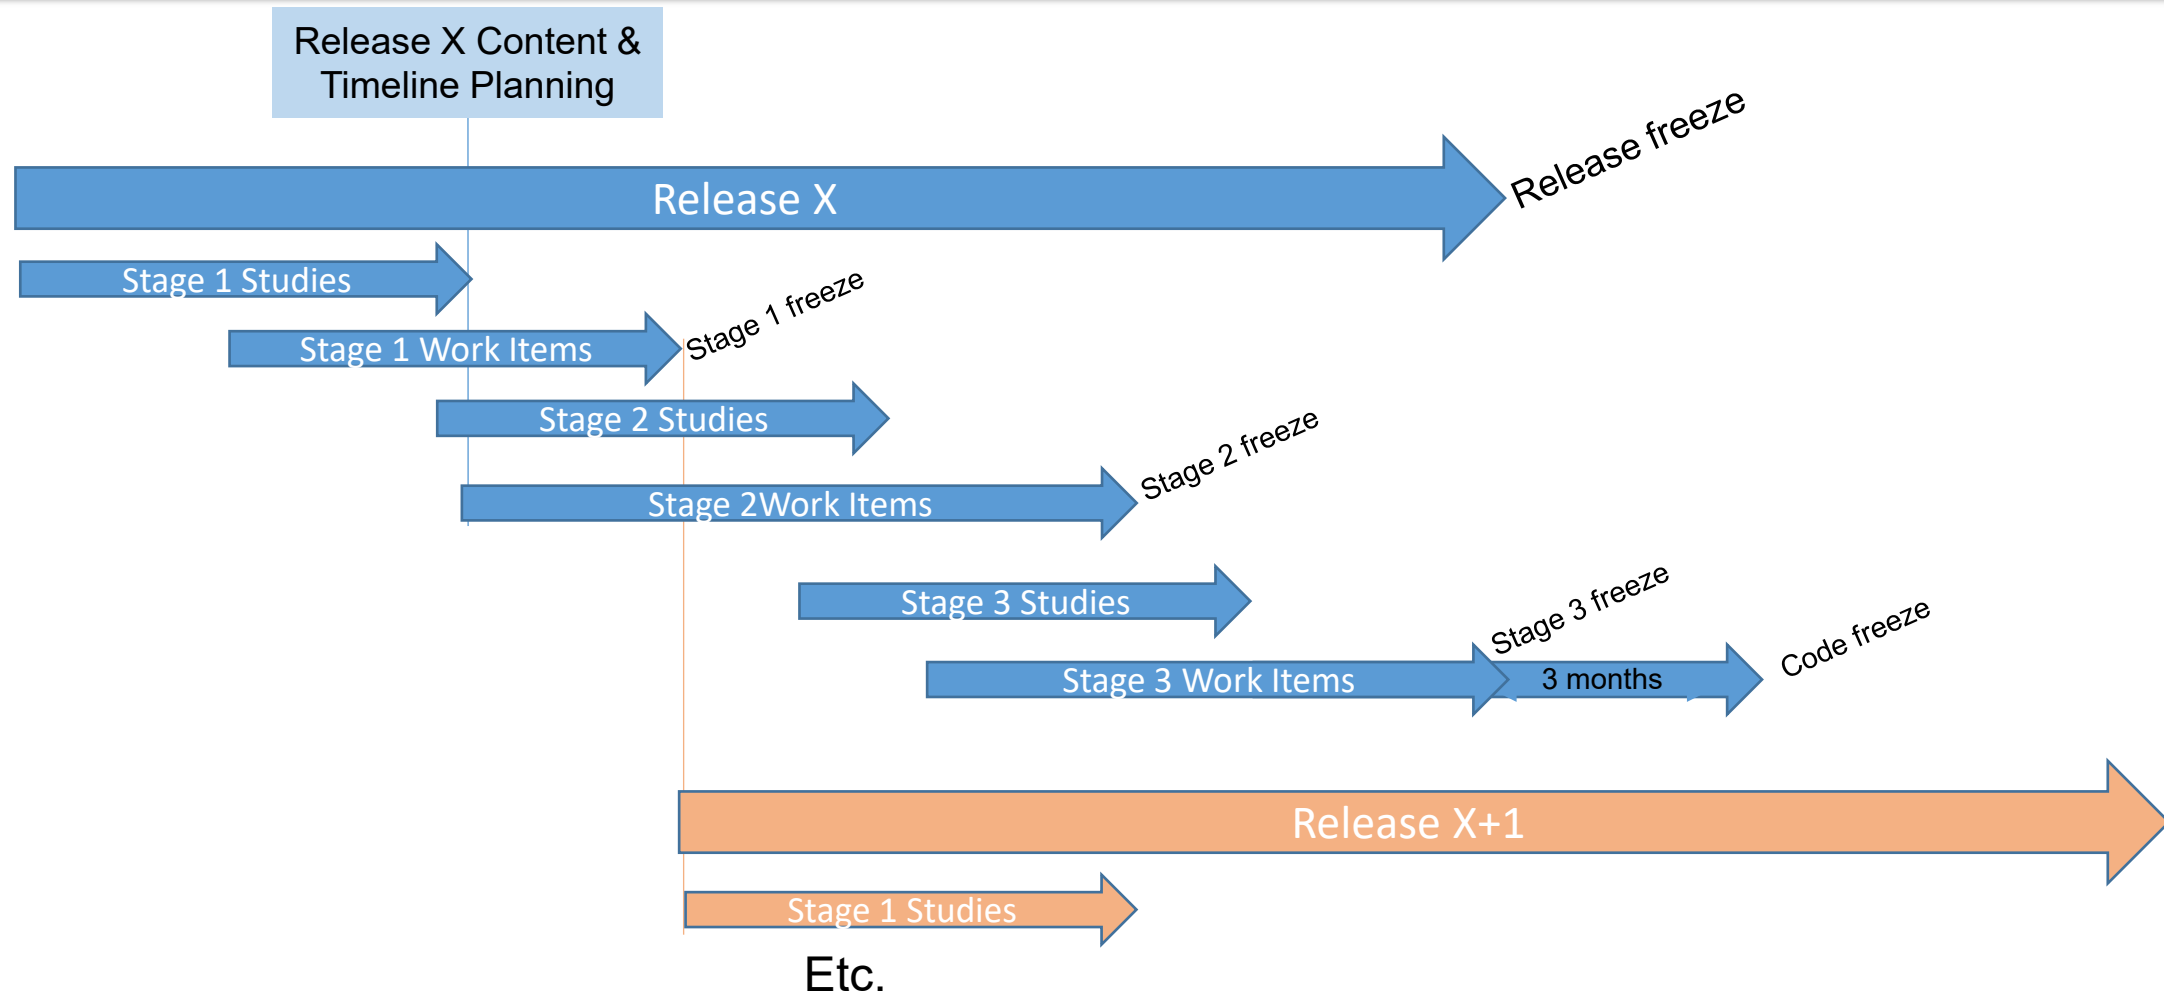 Release X Content &
Timeline Planning
Release freeze
Release X
Stage 1 Studies
Stage 1 freeze
Stage 1 Work Items
Stage 2 Studies
Stage 2 freeze
Stage 2Work Items
Stage 3 Studies
Stage 3 freeze
Code freeze
Stage 3 Work Items
3 months
Release X+1
Stage 1 Studies
Etc.